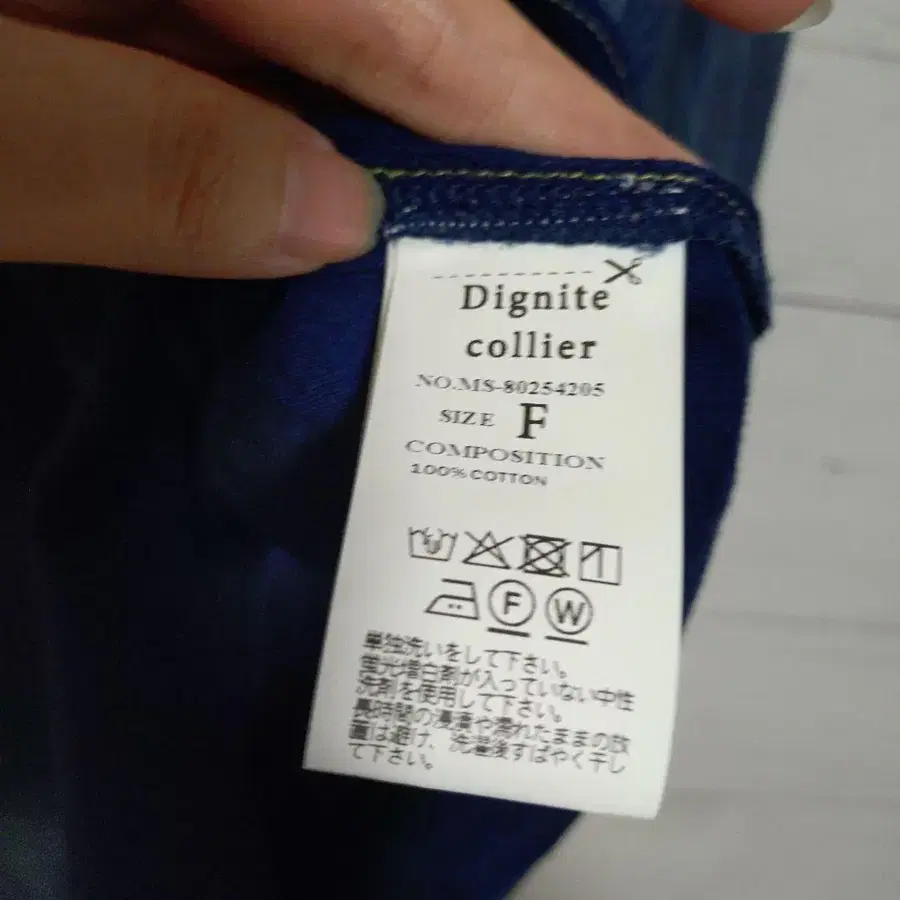 Dignite
collier
NO.MS-80254205
SIZE F
COMPOSITION
100% COTTON
F W
単独洗いをして下さい。
蛍光増白剤が入っていない中性
洗剤を使用して下さい。
長時間の浸漬や濡れたままの放
置は避け、洗濯後すばやく干し
て下さい。